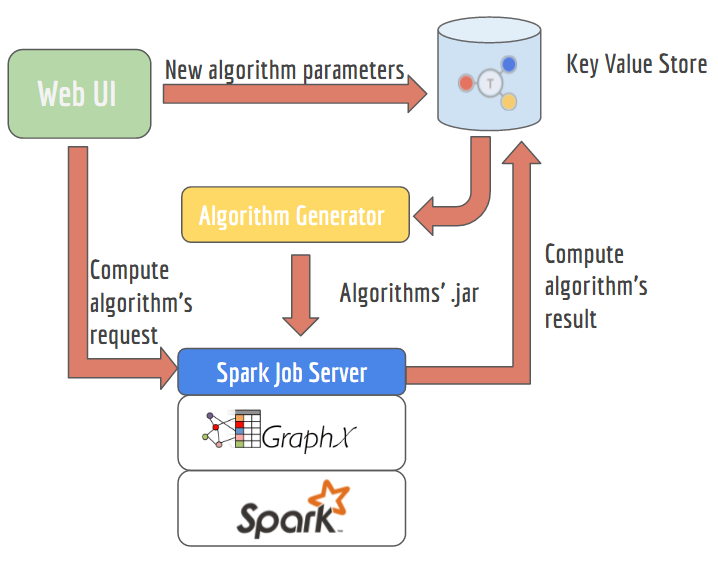 Web UI
New algorithm parameters
T
Key Value Store
Algorithm Generator
Compute
algorithm's
request
Algorithms' .jar
Compute
algorithm's
result
Spark Job Server
GraphX
Spark™